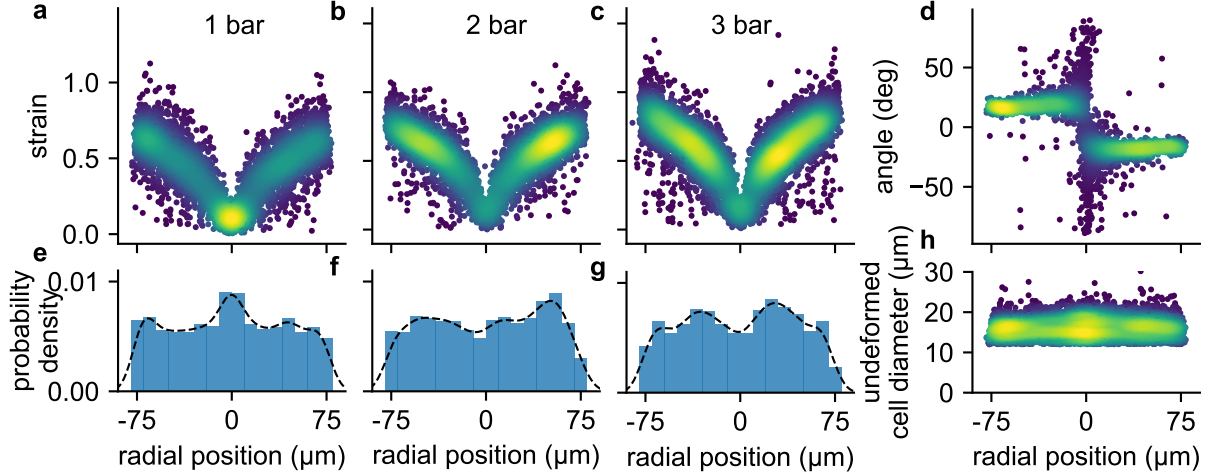 a
1 bar
b
2 bar
c
3 bar
d
strain
1.0
0.5
0.0
angle (deg)
50
0
−50
e
f
g
h
probability
density
0.01
0.00
-75
0
75
radial position (µm)
-75
0
75
radial position (µm)
-75
0
75
radial position (µm)
undeformed
cell diameter (µm)
30
20
10
0
-75
0
75
radial position (µm)